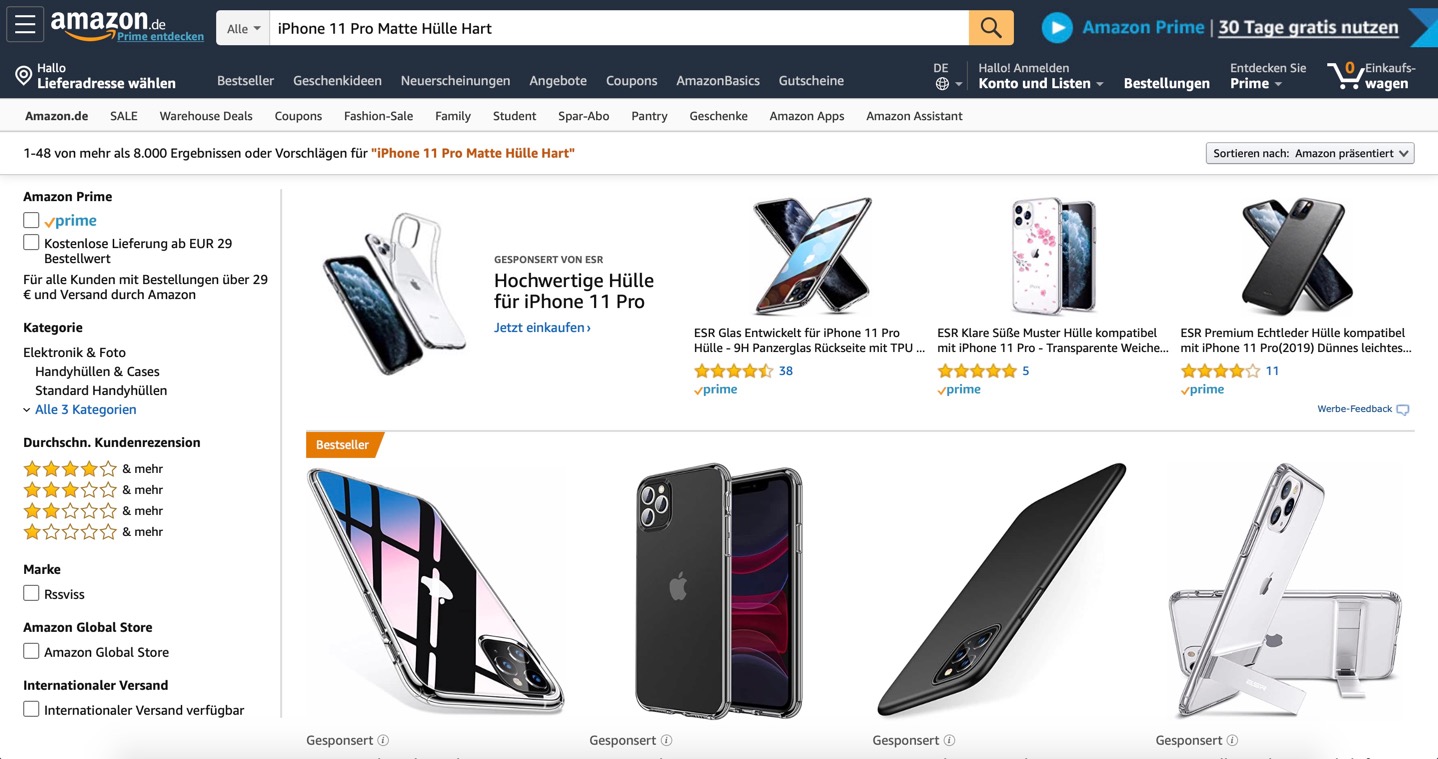 amazon.de
Prime entdecken
Alle
iPhone 11 Pro Matte Hülle Hart
Amazon Prime | 30 Tage gratis nutzen
Hallo
Lieferadresse wählen
Bestseller Geschenkideen Neuerscheinungen Angebote Coupons AmazonBasics Gutscheine
DE
Hallo! Anmelden
Konto und Listen
Bestellungen
Entdecken Sie
Prime
0
Einkaufs-
wagen
Amazon.de SALE Warehouse Deals Coupons Fashion-Sale Family Student Spar-Abo Pantry Geschenke Amazon Apps Amazon Assistant
1-48 von mehr als 8.000 Ergebnissen oder Vorschlägen für "iPhone 11 Pro Matte Hülle Hart"
Sortieren nach: Amazon präsentiert
Amazon Prime
prime
Kostenlose Lieferung ab EUR 29
Bestellwert
Für alle Kunden mit Bestellungen über 29
€ und Versand durch Amazon
Kategorie
Elektronik & Foto
Handyhüllen & Cases
Standard Handyhüllen
Alle 3 Kategorien
Durchschn. Kundenrezension
& mehr
& mehr
& mehr
& mehr
Marke
Rssviss
Amazon Global Store
Amazon Global Store
Internationaler Versand
Internationaler Versand verfügbar
GESPONSERT VON ESR
Hochwertige Hülle
für iPhone 11 Pro
Jetzt einkaufen ›
ESR Glas Entwickelt für iPhone 11 Pro
Hülle - 9H Panzerglas Rückseite mit TPU ...
38
prime
ESR Klare Süße Muster Hülle kompatibel
mit iPhone 11 Pro - Transparente Weiche...
5
prime
ESR Premium Echtleder Hülle kompatibel
mit iPhone 11 Pro(2019) Dünnes leichtes...
11
prime
Werbe-Feedback
Bestseller
Gesponsert
Gesponsert
Gesponsert
Gesponsert